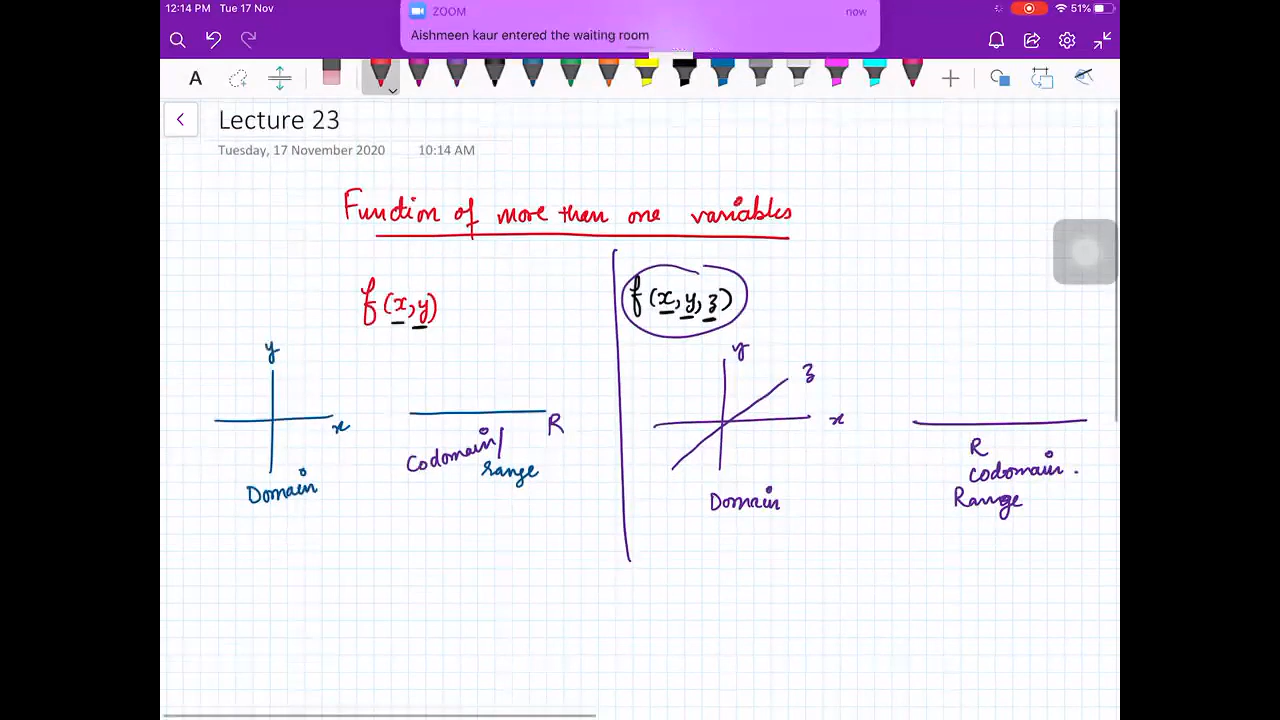 12:14 PM Tue 17 Nov
ZOOM now
Aishmeen kaur entered the waiting room
51%
A
Lecture 23
Tuesday, 17 November 2020 10:14 AM
Function of more than one variables
f(x,y)
f(x,y,z)
y
x
Domain
R
Codomain/
range
y
z
x
Domain
R
codomain.
Range